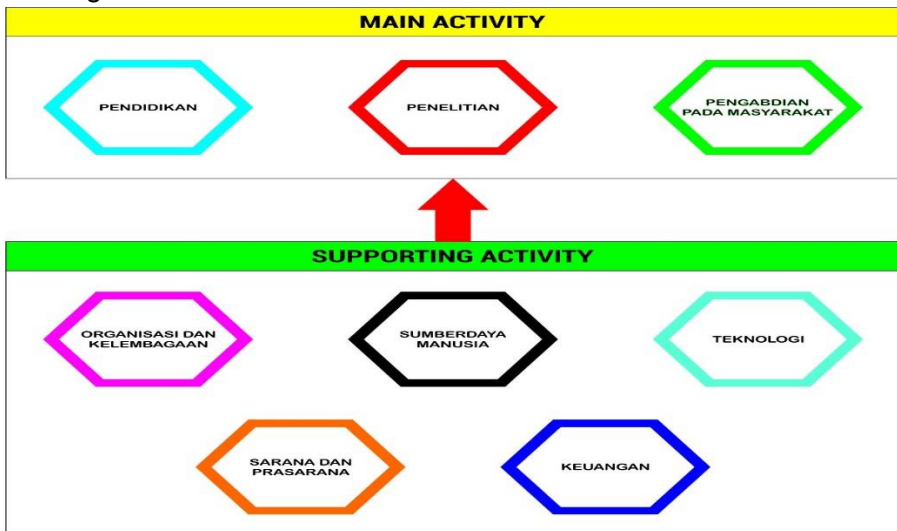 MAIN ACTIVITY
PENDIDIKAN
PENELITIAN
PENGABDIAN
PADA MASYARAKAT
SUPPORTING ACTIVITY
ORGANISASI DAN
KELEMBAGAAN
SUMBERDAYA
MANUSIA
TEKNOLOGI
SARANA DAN
PRASARANA
KEUANGAN